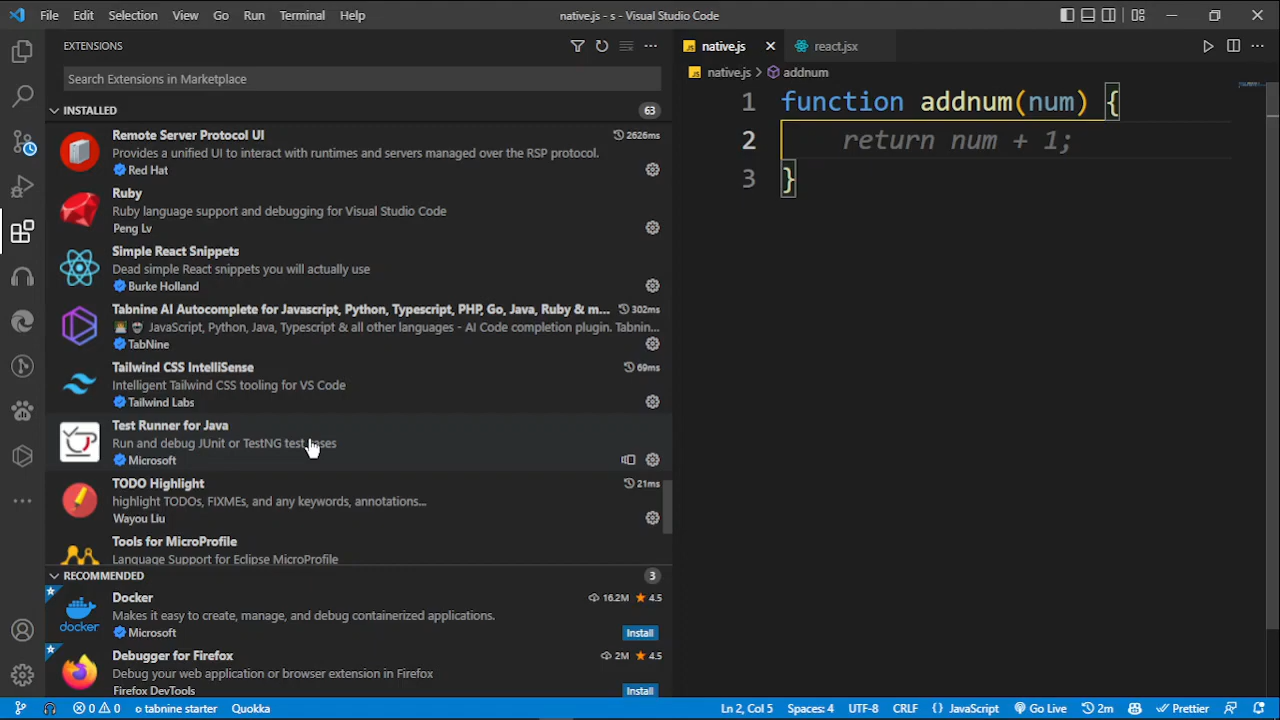 File Edit Selection View Go Run Terminal Help
native.js - s - Visual Studio Code
EXTENSIONS
Search Extensions in Marketplace
INSTALLED 63
Remote Server Protocol UI 2626ms
Provides a unified UI to interact with runtimes and servers managed over the RSP protocol.
Red Hat
Ruby
Ruby language support and debugging for Visual Studio Code
Peng Lv
Simple React Snippets
Dead simple React snippets you will actually use
Burke Holland
Tabnine AI Autocomplete for Javascript, Python, Typescript, PHP, Go, Java, Ruby & m... 302ms
JavaScript, Python, Java, Typescript & all other languages - AI Code completion plugin. Tabnin...
TabNine
Tailwind CSS IntelliSense 69ms
Intelligent Tailwind CSS tooling for VS Code
Tailwind Labs
Test Runner for Java
Run and debug JUnit or TestNG test cases
Microsoft
TODO Highlight 21ms
highlight TODOs, FIXMEs, and any keywords, annotations...
Wayou Liu
Tools for MicroProfile
Language Support for Eclipse MicroProfile
RECOMMENDED 3
Docker 16.2M 4.5
Makes it easy to create, manage, and debug containerized applications.
docker
Microsoft Install
Debugger for Firefox 2M 4.5
Debug your web application or browser extension in Firefox
Firefox DevTools Install
JS native.js react.jsx
JS native.js > addnum
1 function addnum(num) {
2 return num + 1;
3 }
0 0 tabnine starter Quokka Ln 2, Col 5 Spaces: 4 UTF-8 CRLF {} JavaScript Go Live 2m Prettier